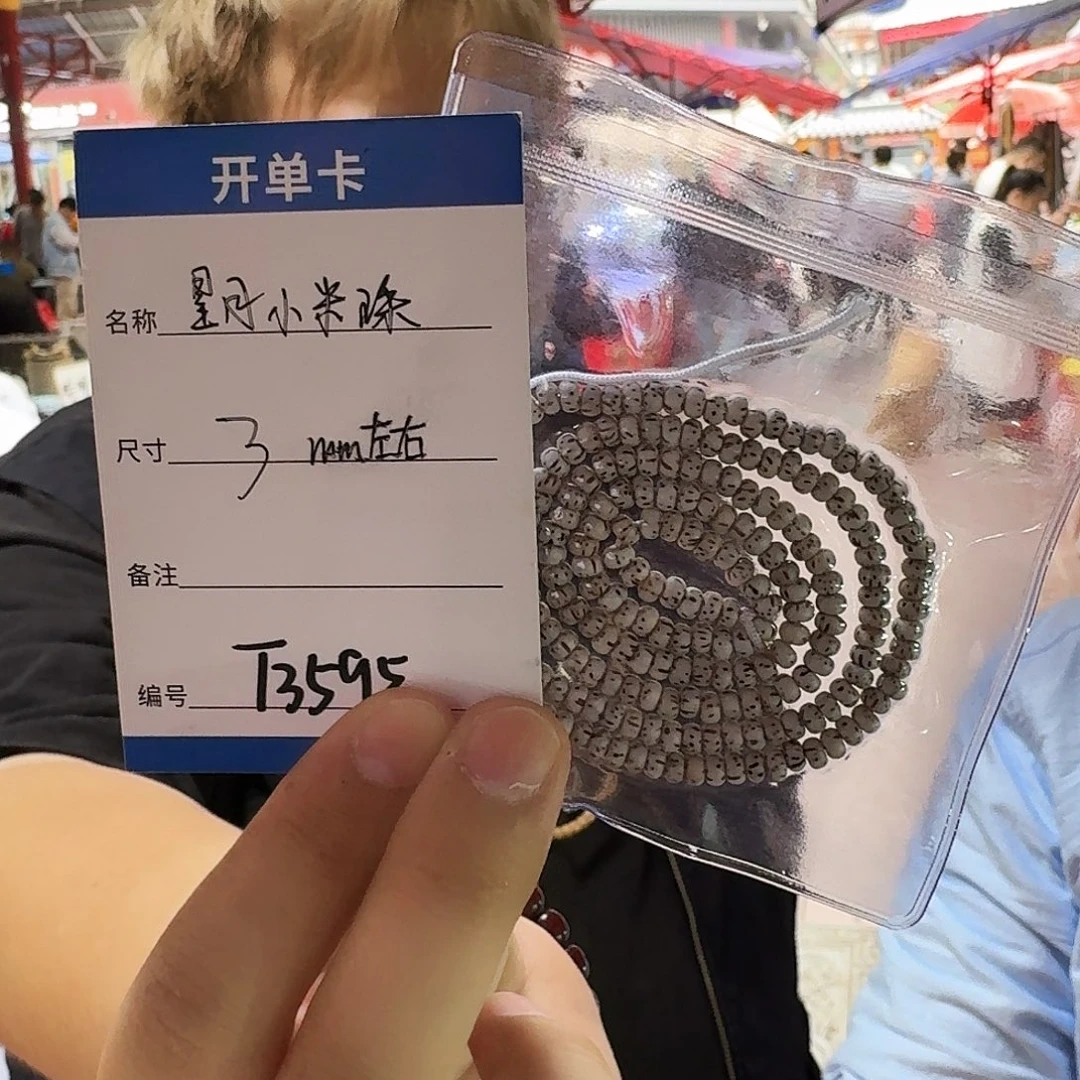 开单卡
名称 星月小米珠
尺寸 3 mm左右
备注
编号 T3595